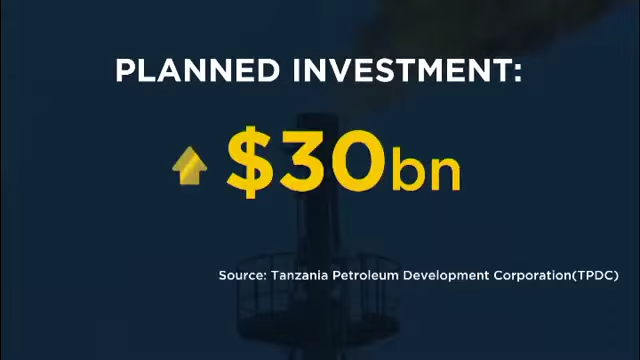 PLANNED INVESTMENT:
$30bn
Source: Tanzania Petroleum Development Corporation(TPDC)